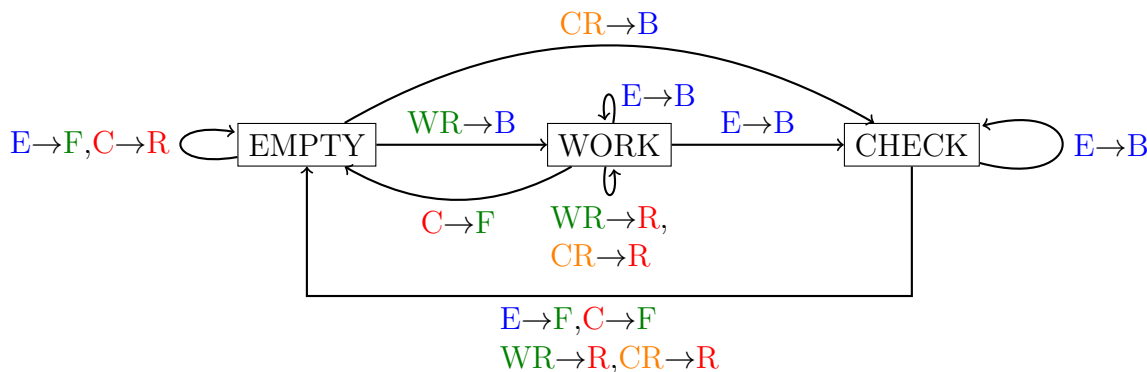 CR→B
E→B
E→F,C→R
EMPTY
WR→B
WORK
E→B
CHECK
E→B
C→F
WR→R,
CR→R
E→F,C→F
WR→R,CR→R